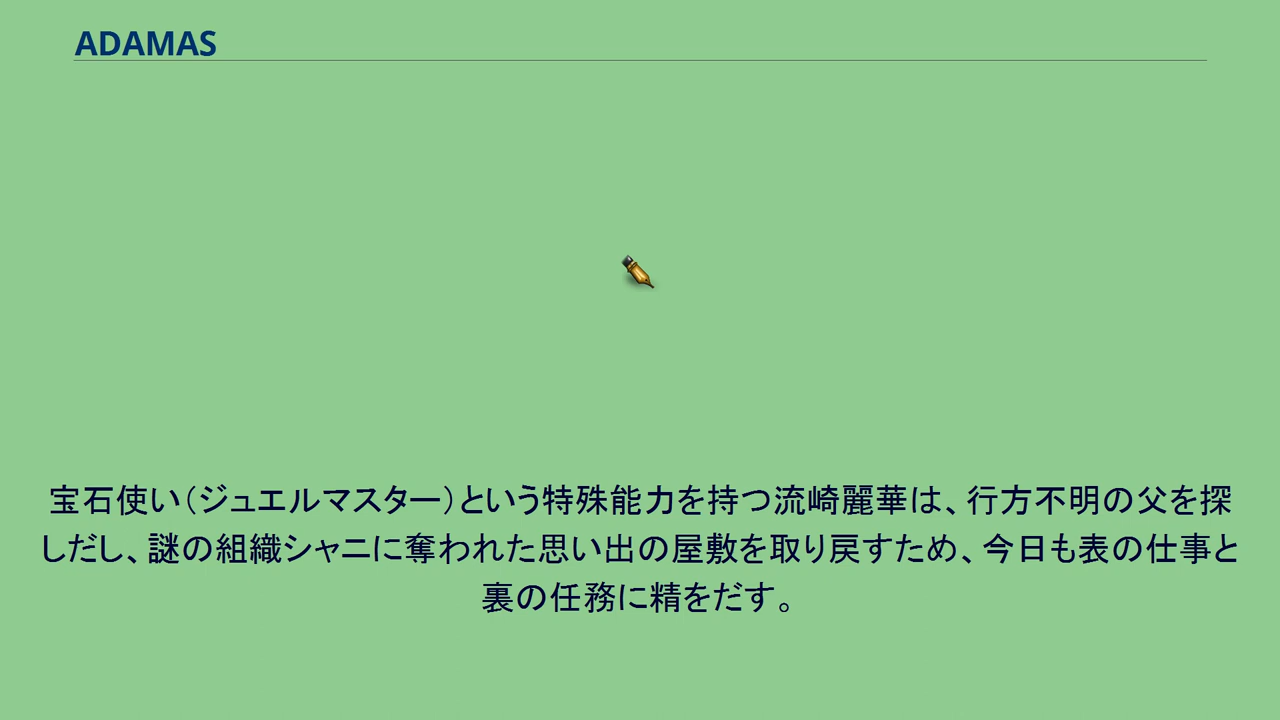 ADAMAS
宝石使い（ジュエルマスター）という特殊能力を持つ流崎麗華は、行方不明の父を探
しだし、謎の組織シャニに奪われた思い出の屋敷を取り戻すため、今日も表の仕事と
裏の任務に精をだす。